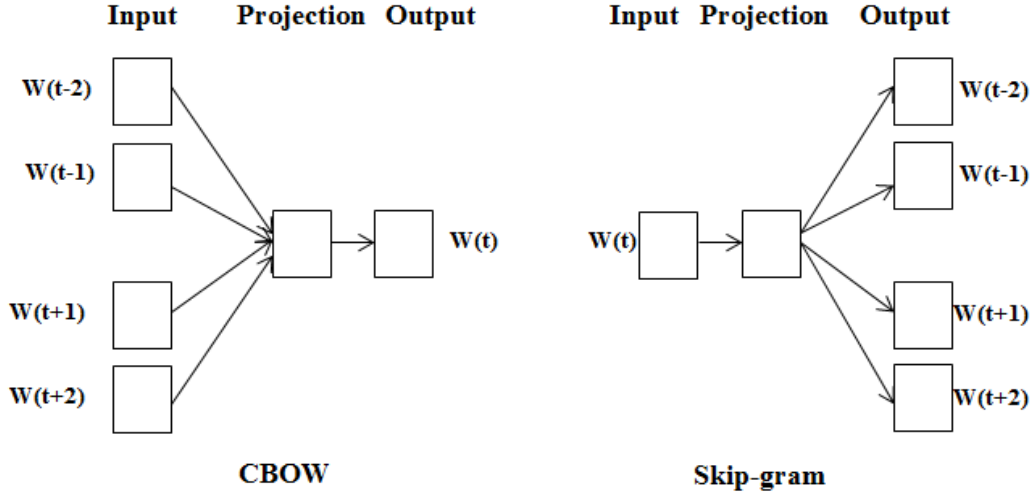 Input Projection Output
W(t-2)
W(t-1)
W(t)
W(t+1)
W(t+2)
CBOW
Input Projection Output
W(t-2)
W(t-1)
W(t)
W(t+1)
W(t+2)
Skip-gram